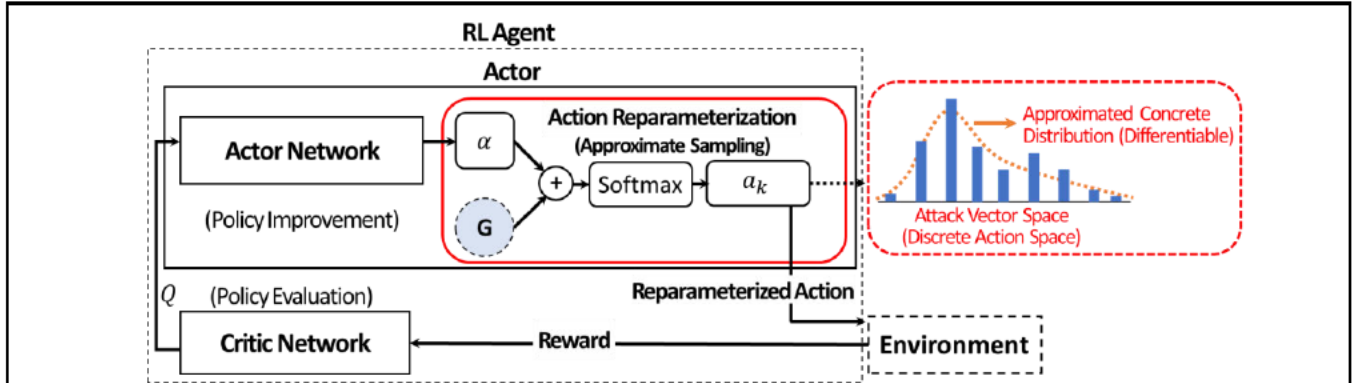 RL Agent
Actor
Actor Network
(Policy Improvement)
α
G
+
Action Reparameterization
(Approximate Sampling)
Softmax
a_k
Approximated Concrete
Distribution (Differentiable)
Attack Vector Space
(Discrete Action Space)
Q
(Policy Evaluation)
Critic Network
Reparameterized Action
Reward
Environment